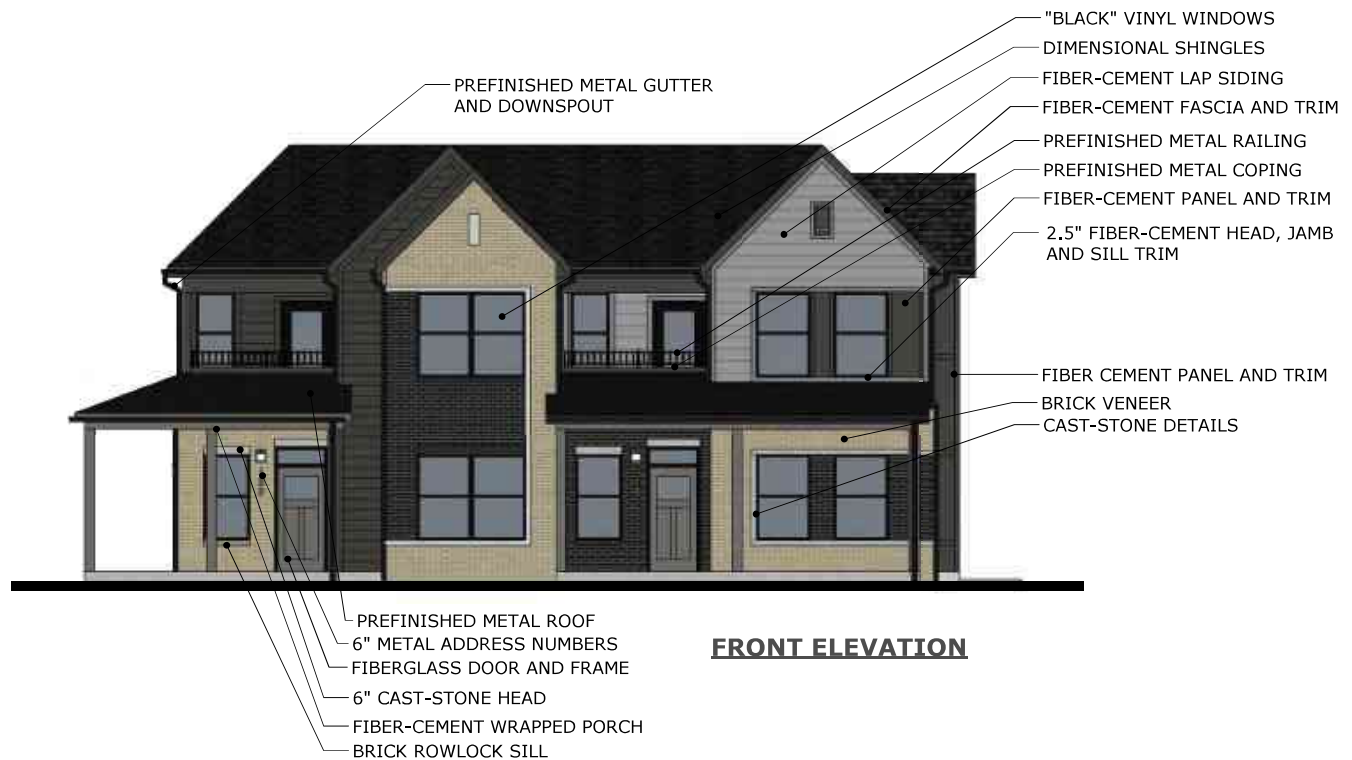 "BLACK" VINYL WINDOWS
DIMENSIONAL SHINGLES
PREFINISHED METAL GUTTER
AND DOWNSPOUT
FIBER-CEMENT LAP SIDING
FIBER-CEMENT FASCIA AND TRIM
PREFINISHED METAL RAILING
PREFINISHED METAL COPING
FIBER-CEMENT PANEL AND TRIM
2.5" FIBER-CEMENT HEAD, JAMB
AND SILL TRIM
FIBER CEMENT PANEL AND TRIM
BRICK VENEER
CAST-STONE DETAILS
PREFINISHED METAL ROOF
6" METAL ADDRESS NUMBERS
FIBERGLASS DOOR AND FRAME
6" CAST-STONE HEAD
FIBER-CEMENT WRAPPED PORCH
BRICK ROWLOCK SILL
FRONT ELEVATION